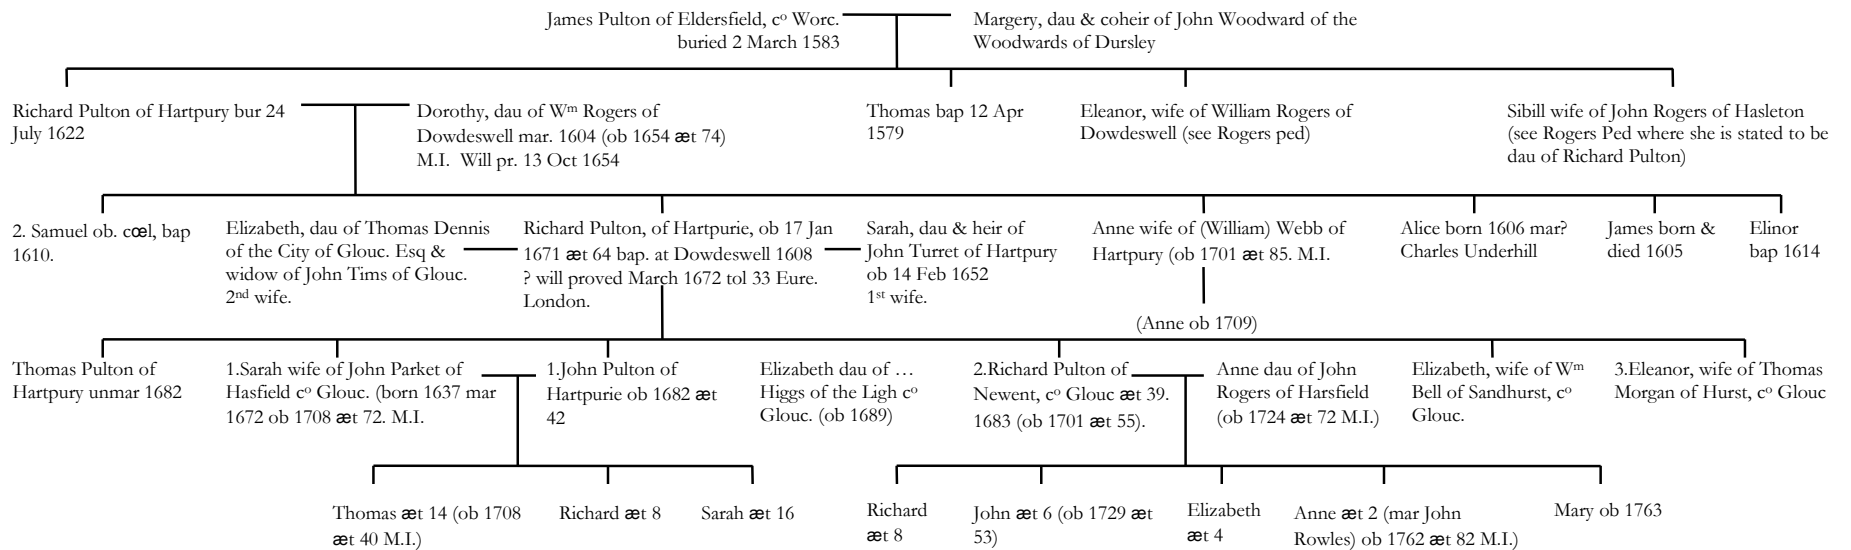 James Pulton of Eldersfield, cº Worc.
buried 2 March 1583
Margery, dau & coheir of John Woodward of the
Woodwards of Dursley
Richard Pulton of Hartpury bur 24
July 1622
Dorothy, dau of Wᵐ Rogers of
Dowdeswell mar. 1604 (ob 1654 æt 74)
M.I. Will pr. 13 Oct 1654
Thomas bap 12 Apr
1579
Eleanor, wife of William Rogers of
Dowdeswell (see Rogers ped)
Sibill wife of John Rogers of Hasleton
(see Rogers Ped where she is stated to be
dau of Richard Pulton)
2. Samuel ob. cœl, bap
1610.
Elizabeth, dau of Thomas Dennis
of the City of Glouc. Esq &
widow of John Tims of Glouc.
2ⁿᵈ wife.
Richard Pulton, of Hartpurie, ob 17 Jan
1671 æt 64 bap. at Dowdeswell 1608
? will proved March 1672 tol 33 Eure.
London.
Sarah, dau & heir of
John Turret of Hartpury
ob 14 Feb 1652
1ˢᵗ wife.
Anne wife of (William) Webb of
Hartpury (ob 1701 æt 85. M.I.
(Anne ob 1709)
Alice born 1606 mar?
Charles Underhill
James born &
died 1605
Elinor
bap 1614
Thomas Pulton of
Hartpury unmar 1682
1.Sarah wife of John Parket of
Hasfield cº Glouc. (born 1637 mar
1672 ob 1708 æt 72. M.I.
1.John Pulton of
Hartpurie ob 1682 æt
42
Elizabeth dau of …
Higgs of the Ligh cº
Glouc. (ob 1689)
2.Richard Pulton of
Newent, cº Glouc æt 39.
1683 (ob 1701 æt 55).
Anne dau of John
Rogers of Harsfield
(ob 1724 æt 72 M.I.)
Elizabeth, wife of Wᵐ
Bell of Sandhurst, cº
Glouc.
3.Eleanor, wife of Thomas
Morgan of Hurst, cº Glouc
Thomas æt 14 (ob 1708
æt 40 M.I.)
Richard æt 8
Sarah æt 16
Richard
æt 8
John æt 6 (ob 1729 æt
53)
Elizabeth
æt 4
Anne æt 2 (mar John
Rowles) ob 1762 æt 82 M.I.)
Mary ob 1763